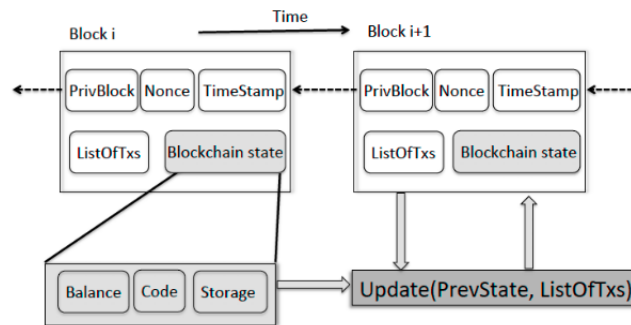 Block i
Time
Block i+1
PrivBlock Nonce TimeStamp
PrivBlock Nonce TimeStamp
ListOfTxs Blockchain state
ListOfTxs Blockchain state
Balance Code Storage
Update(PrevState, ListOfTxs)